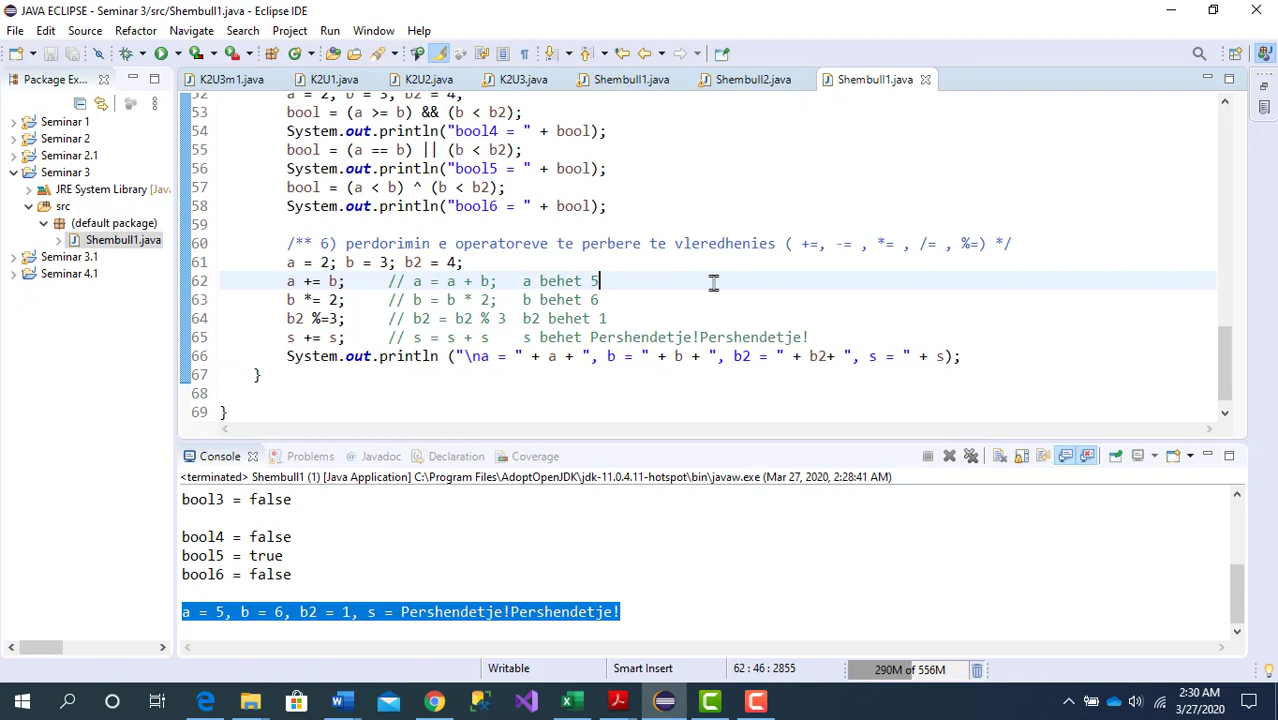 JAVA ECLIPSE - Seminar 3/src/Shembull1.java - Eclipse IDE
File Edit Source Refactor Navigate Search Project Run Window Help
Package Ex...
K2U3m1.java K2U1.java K2U2.java K2U3.java Shembull1.java Shembull2.java Shembull1.java
Seminar 1
Seminar 2
Seminar 2.1
Seminar 3
JRE System Library [Jav
src
(default package)
Shembull1.java
Seminar 3.1
Seminar 4.1
52 a = 2, b = 3, b2 = 4;
53 bool = (a >= b) && (b < b2);
54 System.out.println("bool4 = " + bool);
55 bool = (a == b) || (b < b2);
56 System.out.println("bool5 = " + bool);
57 bool = (a < b) ^ (b < b2);
58 System.out.println("bool6 = " + bool);
59
60 /** 6) perdorimin e operatoreve te perbere te vleredhenies ( +=, -= , *= , /= , %=) */
61 a = 2; b = 3; b2 = 4;
62 a += b; // a = a + b; a behet 5
63 b *= 2; // b = b * 2; b behet 6
64 b2 %=3; // b2 = b2 % 3 b2 behet 1
65 s += s; // s = s + s s behet Pershendetje!Pershendetje!
66 System.out.println ("\na = " + a + ", b = " + b + ", b2 = " + b2+ ", s = " + s);
67 }
68
69 }
Console Problems Javadoc Declaration Coverage
<terminated> Shembull1 (1) [Java Application] C:\Program Files\AdoptOpenJDK\jdk-11.0.4.11-hotspot\bin\javaw.exe (Mar 27, 2020, 2:28:41 AM)
bool3 = false
bool4 = false
bool5 = true
bool6 = false
a = 5, b = 6, b2 = 1, s = Pershendetje!Pershendetje!
Writable Smart Insert 62 : 46 : 2855 290M of 556M
2:30 AM
3/27/2020